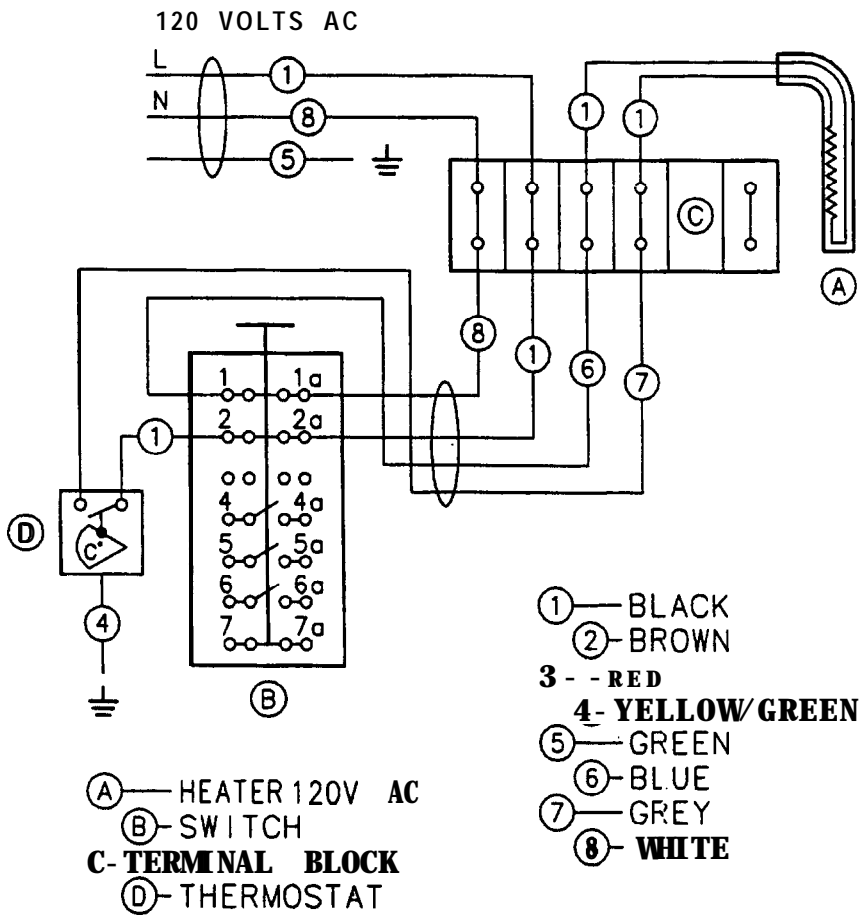 120 VOLTS AC
L
1
N
8
5
1
1
C
A
8
1
6
7
1 1a
2 2a
1
4 4a
5 5a
6 6a
7 7a
D
C°
4
B
1 BLACK
2 - BROWN
3 - - RED
4 - YELLOW/GREEN
5 GREEN
6 - BLUE
7 GREY
8 - WHITE
A HEATER 120V AC
B - SWITCH
C - TERMINAL BLOCK
D - THERMOSTAT